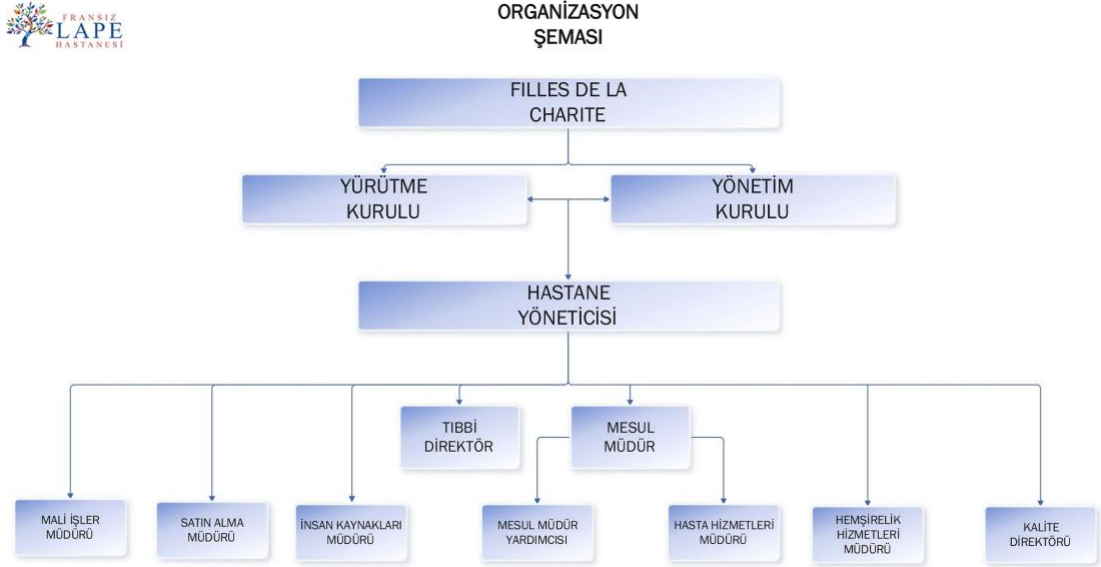 FRANSIZ
LAPE
HASTANESİ
ORGANİZASYON
ŞEMASI
FILLES DE LA
CHARITE
YÜRÜTME
KURULU
YÖNETİM
KURULU
HASTANE
YÖNETİCİSİ
TIBBİ
DİREKTÖR
MESUL
MÜDÜR
MALİ İŞLER
MÜDÜRÜ
SATIN ALMA
MÜDÜRÜ
İNSAN KAYNAKLARI
MÜDÜRÜ
MESUL MÜDÜR
YARDIMCISI
HASTA HİZMETLERİ
MÜDÜRÜ
HEMŞİRELİK
HİZMETLERİ
MÜDÜRÜ
KALİTE
DİREKTÖRÜ